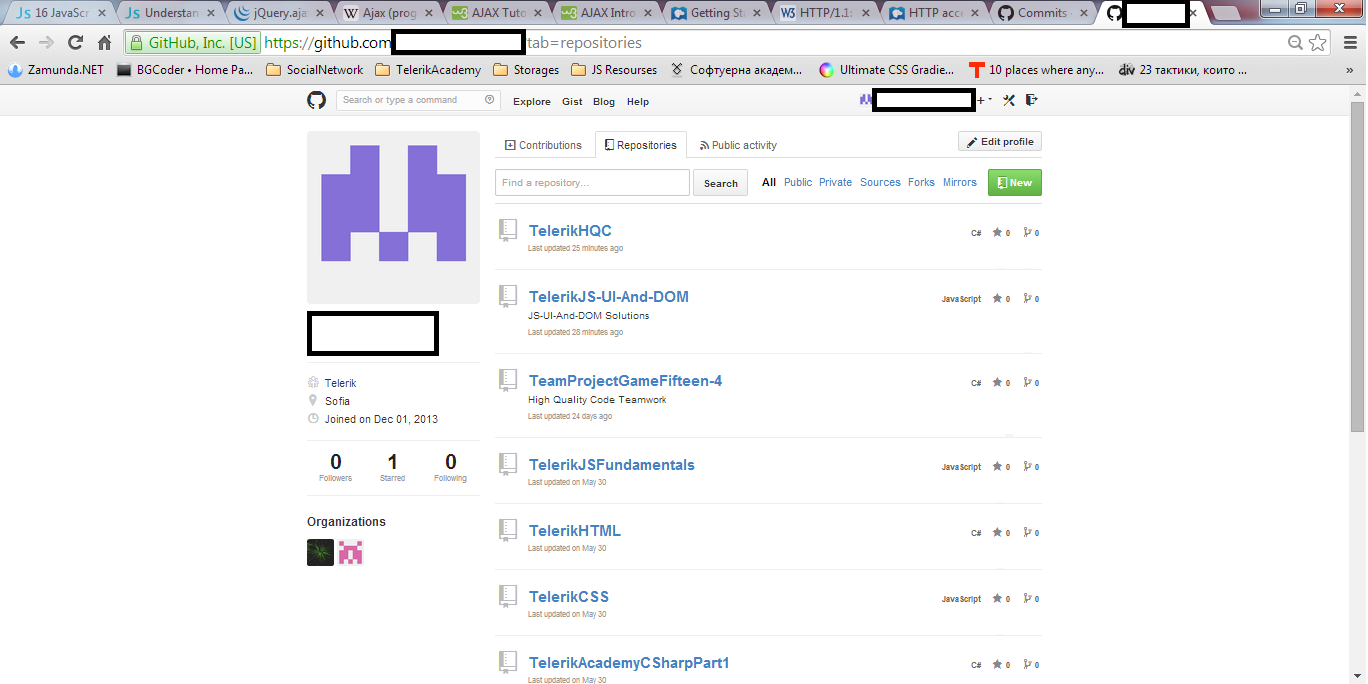 16 JavaScr
Understan
jQuery.aja
Ajax (prog
AJAX Tuto
AJAX Intro
Getting St
HTTP/1.1:
HTTP acce
Commits
GitHub, Inc. [US] https://github.com tab=repositories
Zamunda.NET BGCoder • Home Pa... SocialNetwork TelerikAcademy Storages JS Resourses Софтуерна академ... Ultimate CSS Gradie... 10 places where any... div 23 тактики, които ... »
Search or type a command Explore Gist Blog Help
Contributions Repositories Public activity Edit profile
Find a repository... Search All Public Private Sources Forks Mirrors New
TelerikHQC C# 0 0
Last updated 25 minutes ago
TelerikJS-UI-And-DOM JavaScript 0 0
JS-UI-And-DOM Solutions
Last updated 28 minutes ago
TeamProjectGameFifteen-4 C# 0 0
High Quality Code Teamwork
Last updated 24 days ago
TelerikJSFundamentals JavaScript 0 0
Last updated on May 30
TelerikHTML C# 0 0
Last updated on May 30
TelerikCSS JavaScript 0 0
Last updated on May 30
TelerikAcademyCSharpPart1 C# 0 0
Last updated on May 30
Telerik
Sofia
Joined on Dec 01, 2013
0 1 0
Followers Starred Following
Organizations